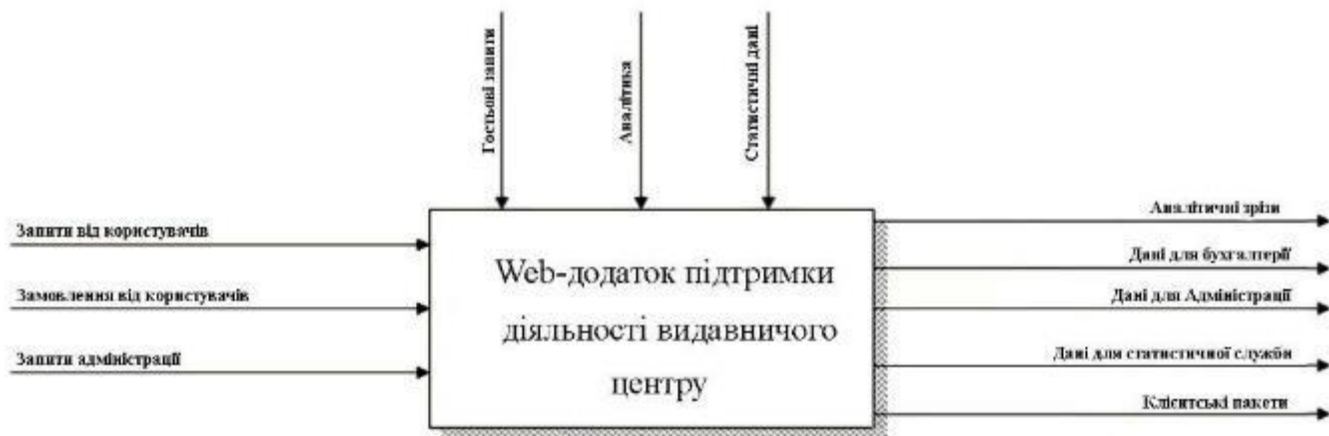 Гостьові запити
Аналітика
Статистичні дані
Запити від користувачів
Замовлення від користувачів
Запити адміністрації
Web-додаток підтримки
діяльності видавничого
центру
Аналітичні зрізи
Дані для бухгалтерії
Дані для Адміністрації
Дані для статистичної служби
Клієнтські пакети